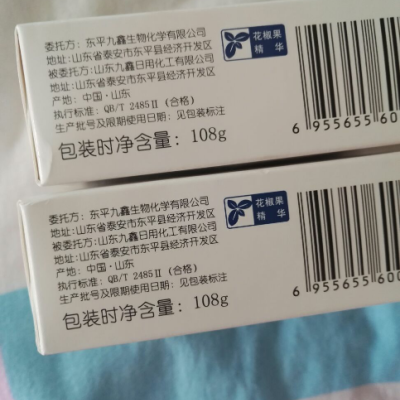 委托方：东平九鑫生物化学有限公司
地址：山东省泰安市东平县经济开发区
被委托方：山东九鑫日用化工有限公司
地址：山东省泰安市东平县经济开发区
产地：中国·山东
执行标准：QB/T 2485Ⅱ（合格）
生产批号及限期使用日期：见包装标注
包装时净含量：108g
花椒果
精华
6 955655 60
委托方：东平九鑫生物化学有限公司
地址：山东省泰安市东平县经济开发区
被委托方：山东九鑫日用化工有限公司
地址：山东省泰安市东平县经济开发区
产地：中国·山东
执行标准：QB/T 2485Ⅱ（合格）
生产批号及限期使用日期：见包装标注
包装时净含量：108g
花椒果
精华
6 955655 600